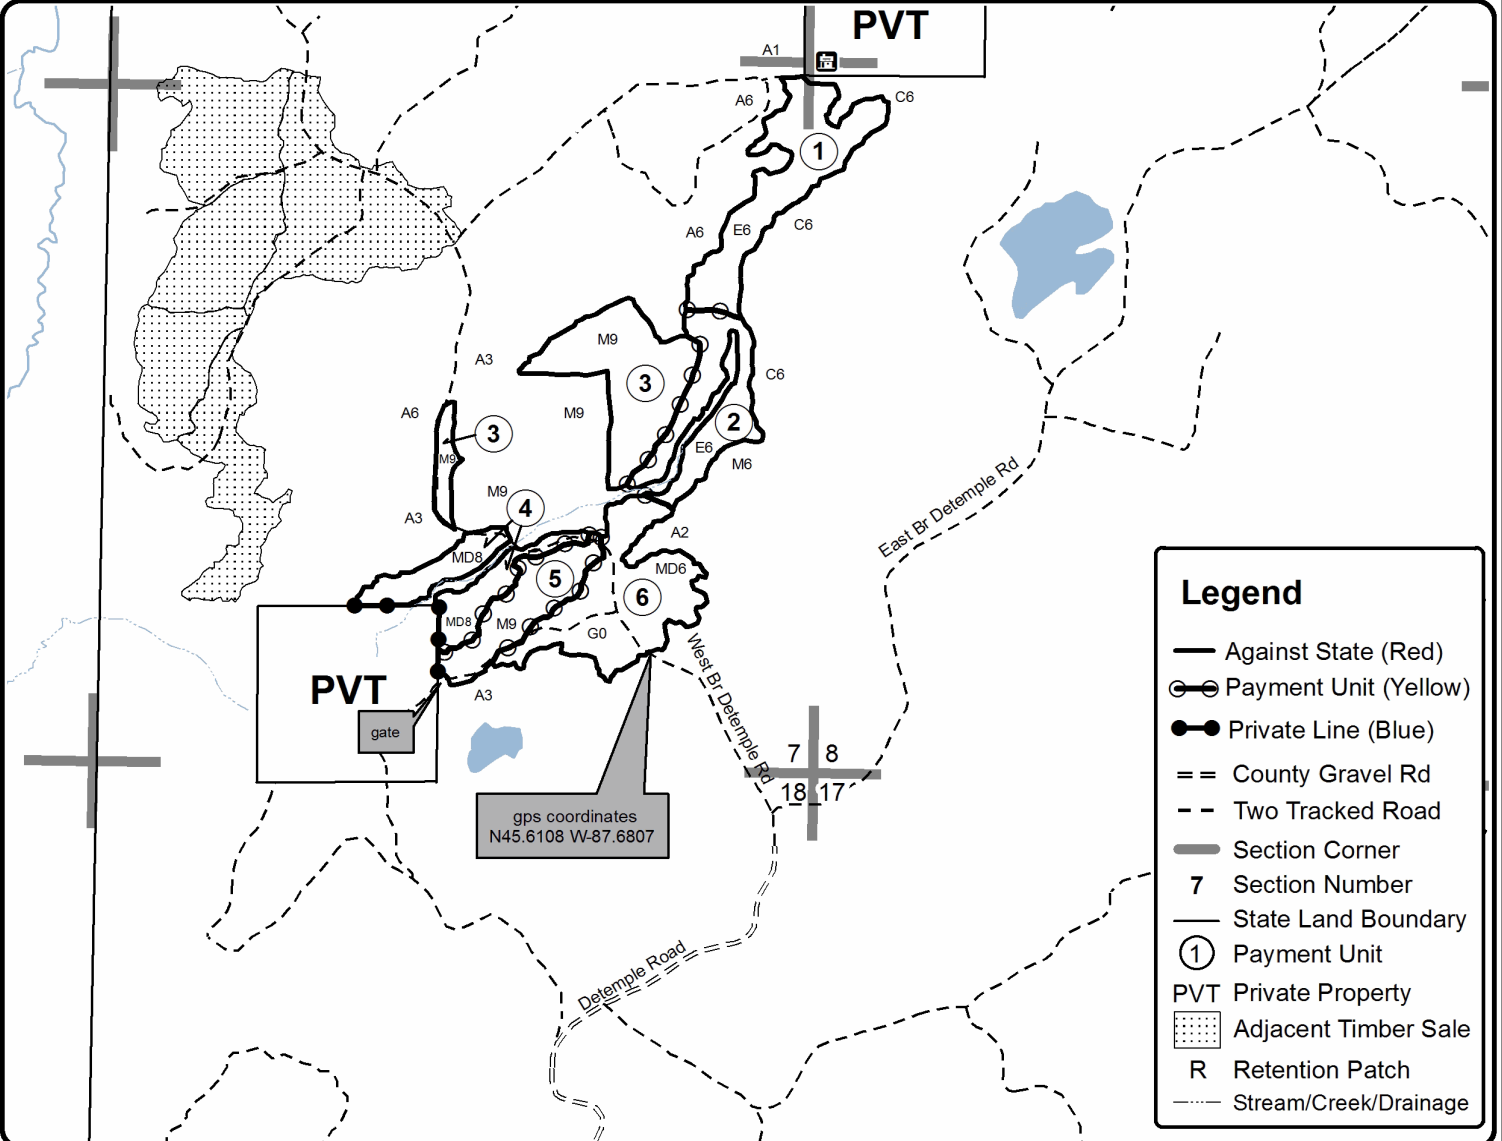 PVT
A1
A6
C6
1
A6
E6
C6
M9
A3
3
C6
A6
M9
3
2
M9
E6
M6
M9
4
A3
A2
MD8
MD6
5
6
MD8
M9
G0
PVT
A3
gate
gps coordinates
N45.6108 W-87.6807
East Br Detemple Rd
West Br Detemple Rd
7 8
18 17
Detemple Road
Legend
Against State (Red)
Payment Unit (Yellow)
Private Line (Blue)
County Gravel Rd
Two Tracked Road
Section Corner
7 Section Number
State Land Boundary
1 Payment Unit
PVT Private Property
Adjacent Timber Sale
R Retention Patch
Stream/Creek/Drainage